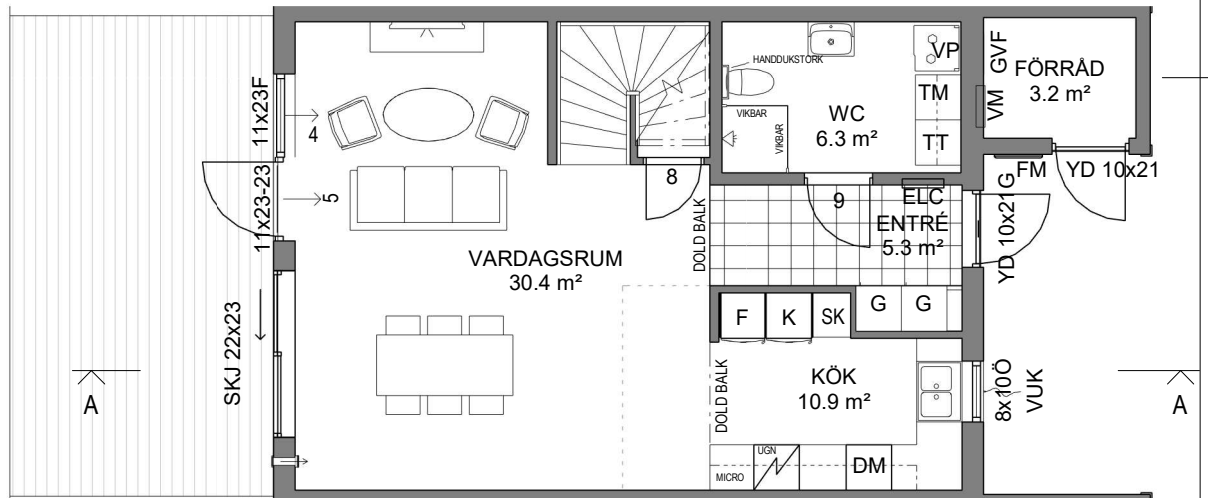 11x23F
4
11x23-23
5
SKJ 22x23
A
VARDAGSRUM
30.4 m²
8
HANDDUKSTORK
VIKBAR
VIKBAR
WC
6.3 m²
VP
TM
TT
VM GVF
FÖRRÅD
3.2 m²
FM YD 10x21
YD 10x21G
9
ELC
ENTRÉ
5.3 m²
DOLD BALK
F K SK G G
DOLD BALK
KÖK
10.9 m²
8x10Ö
VUK
A
UGN
MICRO
DM